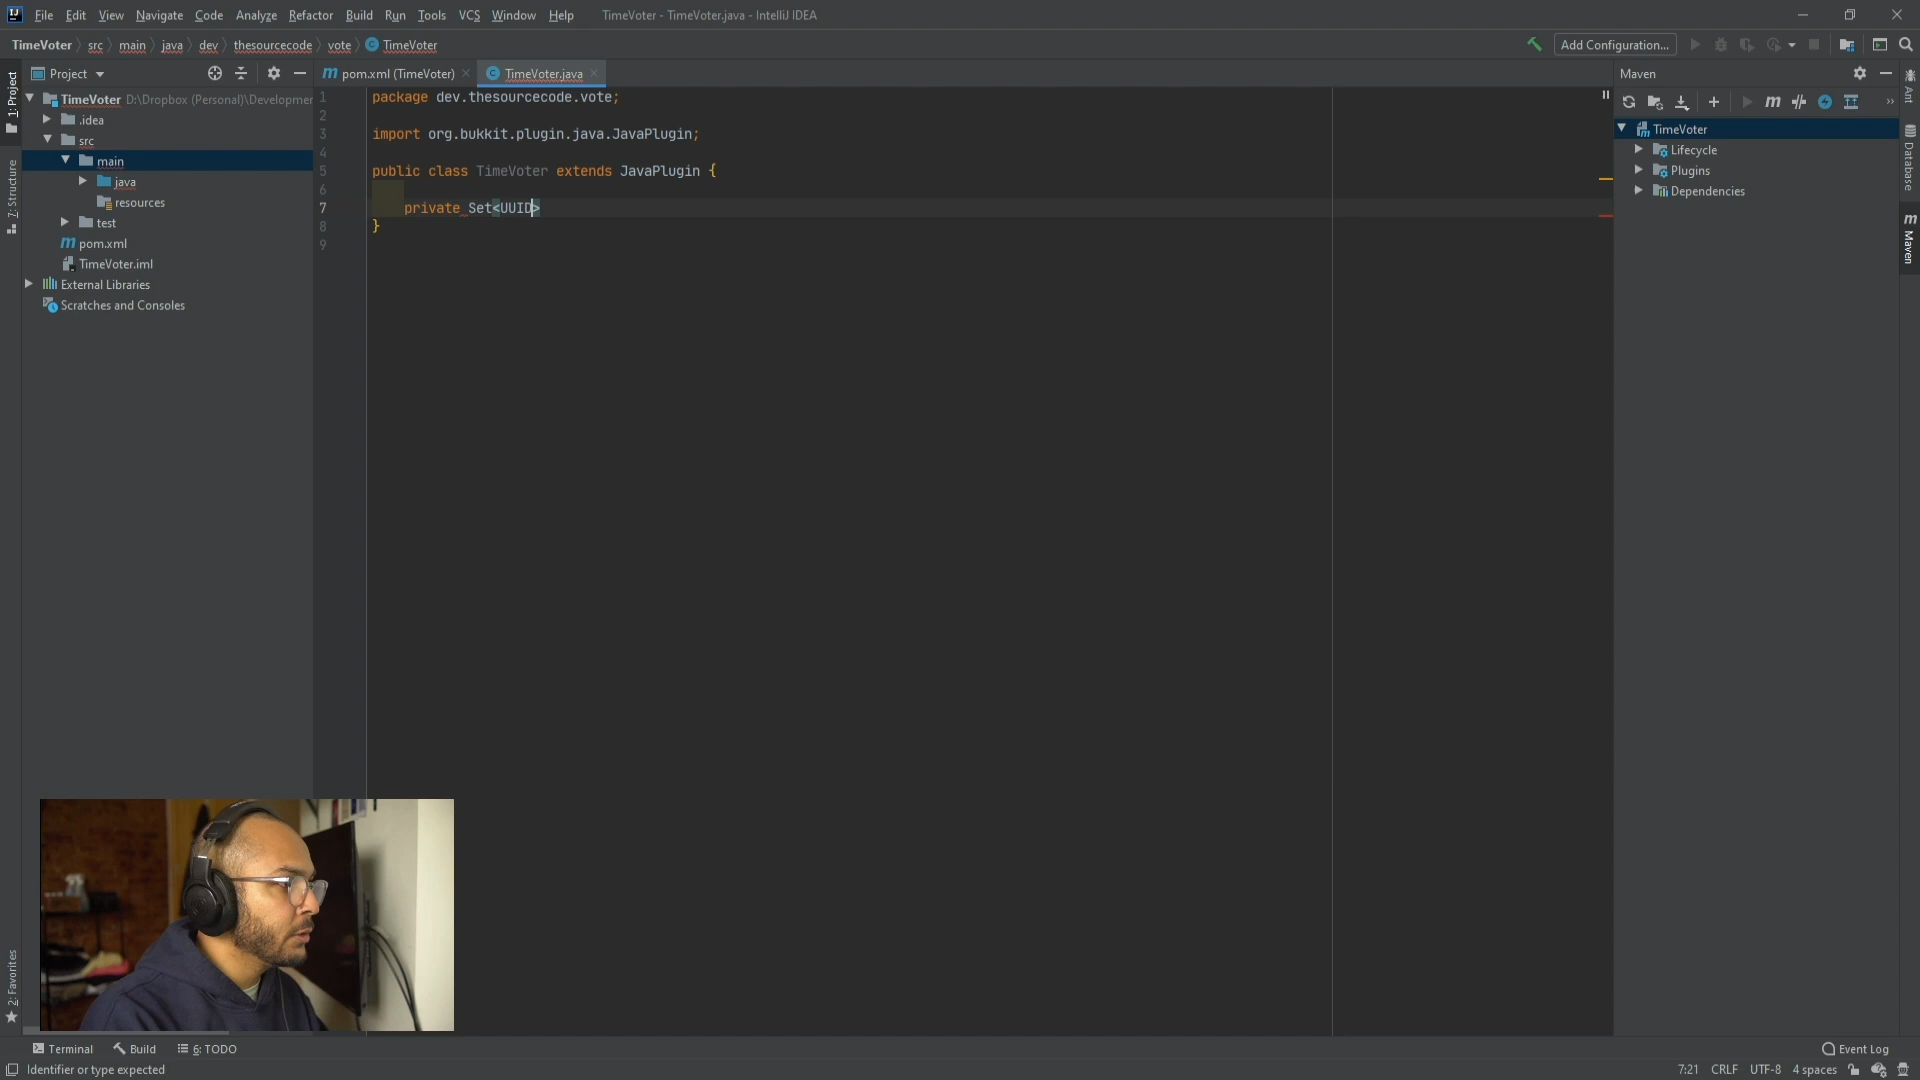 File Edit View Navigate Code Analyze Refactor Build Run Tools VCS Window Help TimeVoter - TimeVoter.java - IntelliJ IDEA
TimeVoter src main java dev thesourcecode vote TimeVoter Add Configuration...
Project pom.xml (TimeVoter) TimeVoter.java Maven
1: Project
7: Structure
2: Favorites
TimeVoter D:\Dropbox (Personal)\Developmer
.idea
src
main
java
resources
test
pom.xml
TimeVoter.iml
External Libraries
Scratches and Consoles
1 package dev.thesourcecode.vote;
2
3 import org.bukkit.plugin.java.JavaPlugin;
4
5 public class TimeVoter extends JavaPlugin {
6
7 private Set<UUID>
8 }
9
TimeVoter
Lifecycle
Plugins
Dependencies
Ant
Database
Maven
Terminal Build 6: TODO Event Log
Identifier or type expected 7:21 CRLF UTF-8 4 spaces